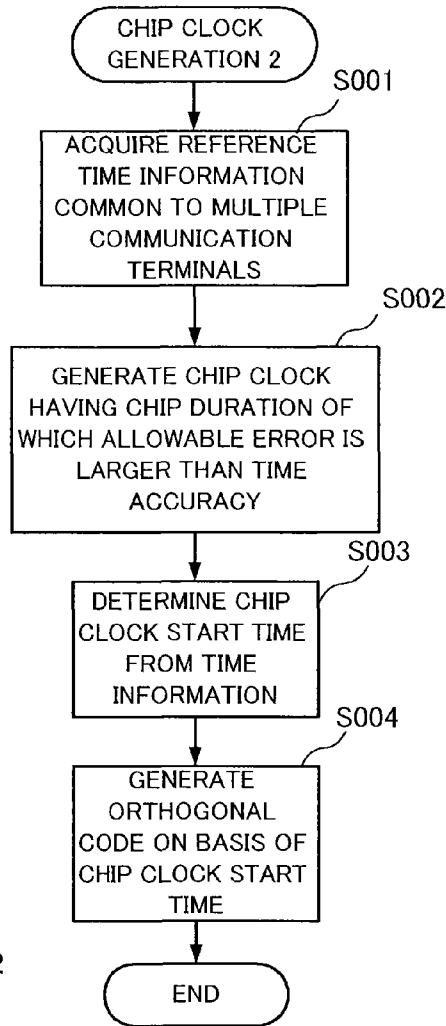 CHIP CLOCK
GENERATION 2
S001
ACQUIRE REFERENCE
TIME INFORMATION
COMMON TO MULTIPLE
COMMUNICATION
TERMINALS
S002
GENERATE CHIP CLOCK
HAVING CHIP DURATION OF
WHICH ALLOWABLE ERROR IS
LARGER THAN TIME
ACCURACY
S003
DETERMINE CHIP
CLOCK START TIME
FROM TIME
INFORMATION
S004
GENERATE
ORTHOGONAL
CODE ON BASIS OF
CHIP CLOCK START
TIME
END